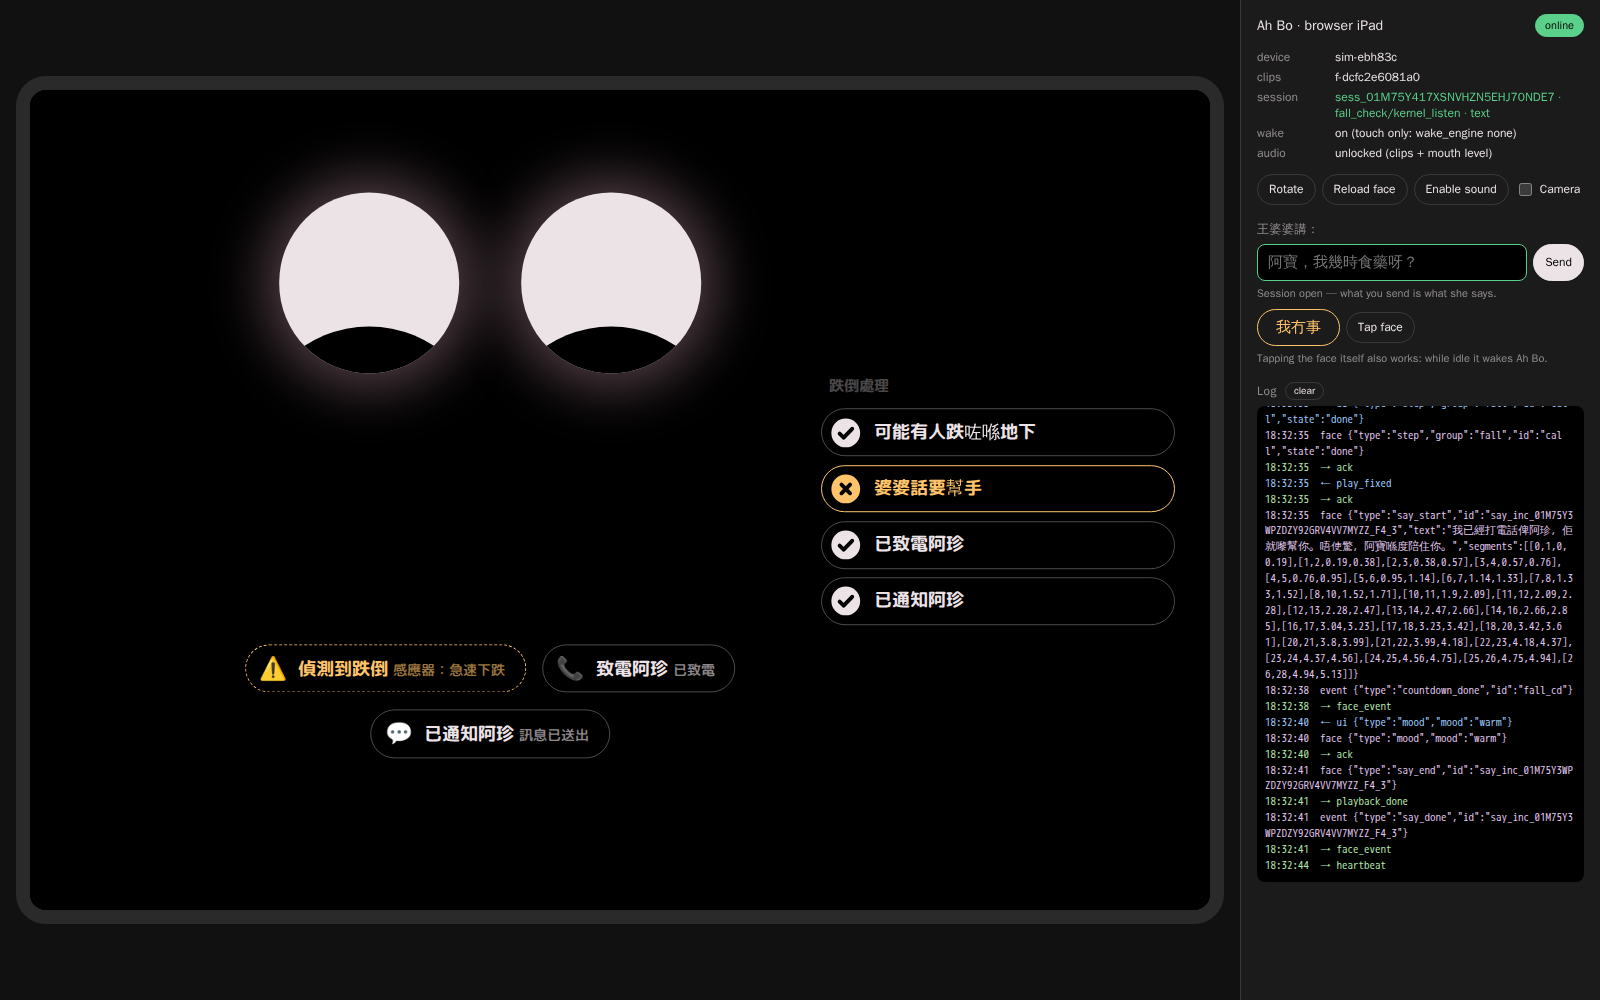 跌倒處理
可能有人跌咗喺地下
婆婆話要幫手
已致電阿珍
已通知阿珍
⚠️ 偵測到跌倒 感應器：急速下跌
📞 致電阿珍 已致電
💬 已通知阿珍 訊息已送出
Ah Bo · browser iPad
online
device sim-ebh83c
clips f-dcfc2e6081a0
session sess_01M75Y417XSNVHZN5EHJ70NDE7 ·
fall_check/kernel_listen · text
wake on (touch only: wake_engine none)
audio unlocked (clips + mouth level)
Rotate Reload face Enable sound Camera
王婆婆講：
阿寶，我幾時食藥呀？ Send
Session open — what you send is what she says.
我冇事 Tap face
Tapping the face itself also works: while idle it wakes Ah Bo.
Log clear
l","state":"done"}
18:32:35 face {"type":"step","group":"fall","id":"cal
l","state":"done"}
18:32:35 → ack
18:32:35 ← play_fixed
18:32:35 → ack
18:32:35 face {"type":"say_start","id":"say_inc_01M75Y3
WPZDZY92GRV4VV7MYZZ_F4_3","text":"我已經打電話俾阿珍，佢
就嚟幫你。唔使驚，阿寶喺度陪住你。","segments":[[0,1,0,
0.19],[1,2,0.19,0.38],[2,3,0.38,0.57],[3,4,0.57,0.76],
[4,5,0.76,0.95],[5,6,0.95,1.14],[6,7,1.14,1.33],[7,8,1.3
3,1.52],[8,10,1.52,1.71],[10,11,1.9,2.09],[11,12,2.09,2.
28],[12,13,2.28,2.47],[13,14,2.47,2.66],[14,16,2.66,2.8
5],[16,17,3.04,3.23],[17,18,3.23,3.42],[18,20,3.42,3.6
1],[20,21,3.8,3.99],[21,22,3.99,4.18],[22,23,4.18,4.37],
[23,24,4.37,4.56],[24,25,4.56,4.75],[25,26,4.75,4.94],[2
6,28,4.94,5.13]]}
18:32:38 event {"type":"countdown_done","id":"fall_cd"}
18:32:38 → face_event
18:32:40 ← ui {"type":"mood","mood":"warm"}
18:32:40 face {"type":"mood","mood":"warm"}
18:32:40 → ack
18:32:41 face {"type":"say_end","id":"say_inc_01M75Y3WP
ZDZY92GRV4VV7MYZZ_F4_3"}
18:32:41 → playback_done
18:32:41 event {"type":"say_done","id":"say_inc_01M75Y3
WPZDZY92GRV4VV7MYZZ_F4_3"}
18:32:41 → face_event
18:32:44 → heartbeat